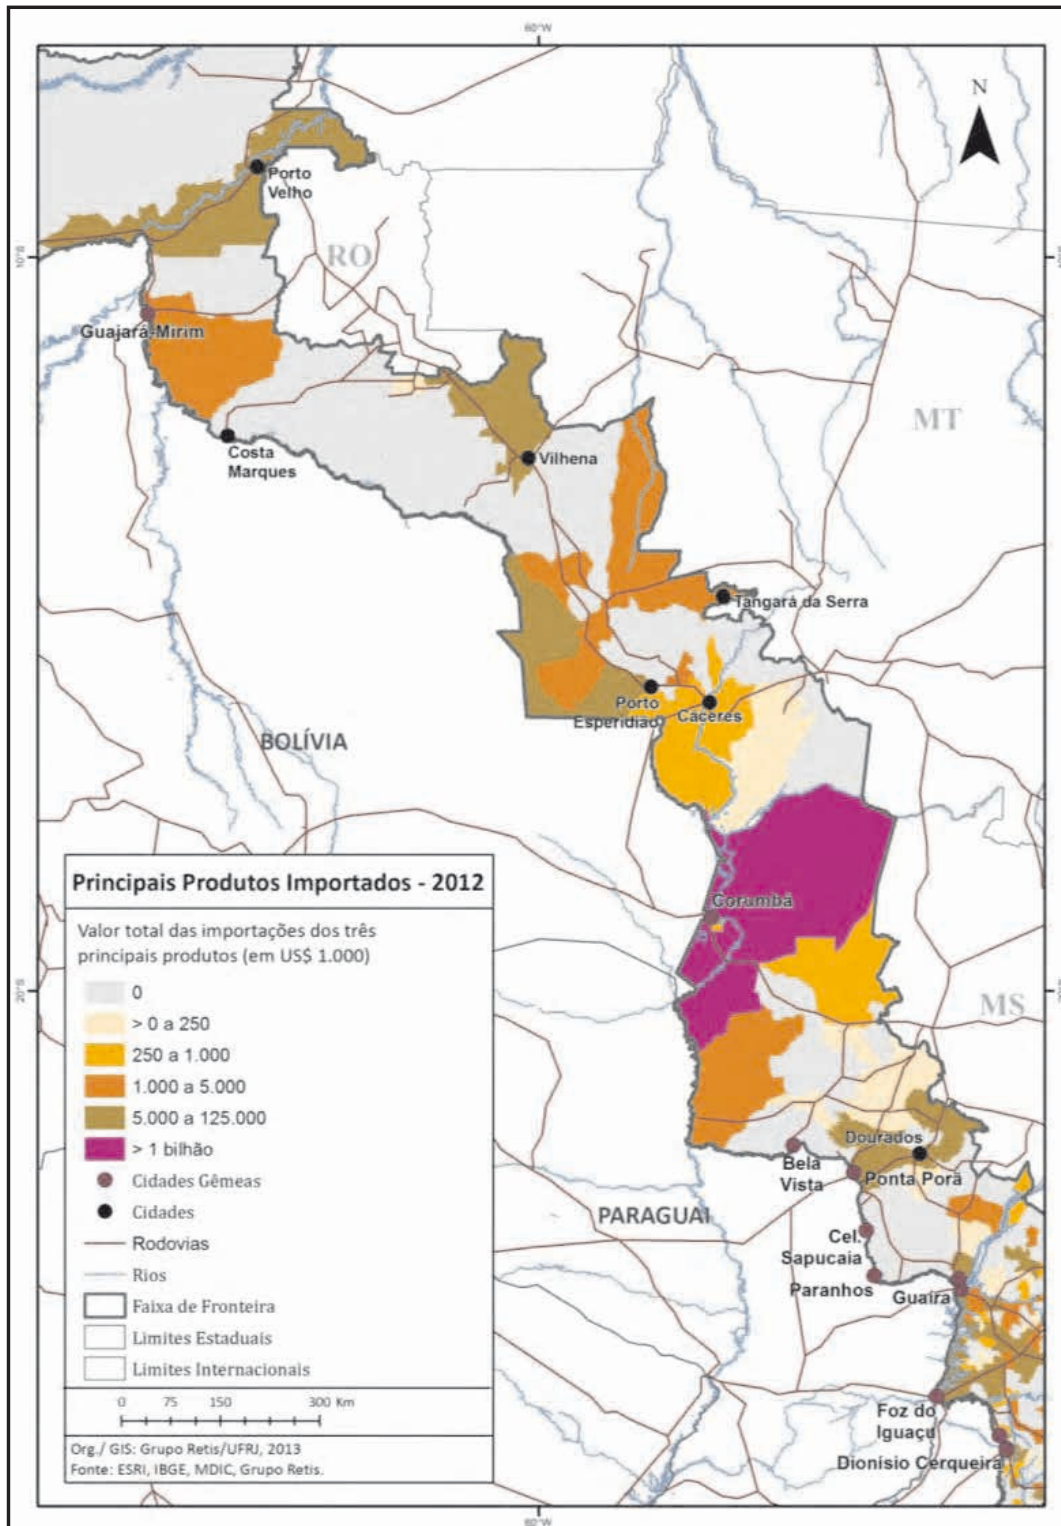 60°W
N
Porto
Velho
10°S
RO
Guajará-Mirim
MT
Costa
Marques
Vilhena
Tangará da Serra
Porto
Esperidião
Cáceres
BOLÍVIA
Corumbá
20°S
MS
Dourados
Bela
Vista
Ponta Porã
PARAGUAI
Cel.
Sapucaia
Paranhos
Guaíra
Foz do
Iguaçu
Dionísio Cerqueira
Principais Produtos Importados - 2012
Valor total das importações dos três
principais produtos (em US$ 1.000)
0
> 0 a 250
250 a 1.000
1.000 a 5.000
5.000 a 125.000
> 1 bilhão
Cidades Gêmeas
Cidades
Rodovias
Rios
Faixa de Fronteira
Limites Estaduais
Limites Internacionais
0 75 150 300 Km
Org./ GIS: Grupo Retis/UFRJ, 2013
Fonte: ESRI, IBGE, MDIC, Grupo Retis.
60°W